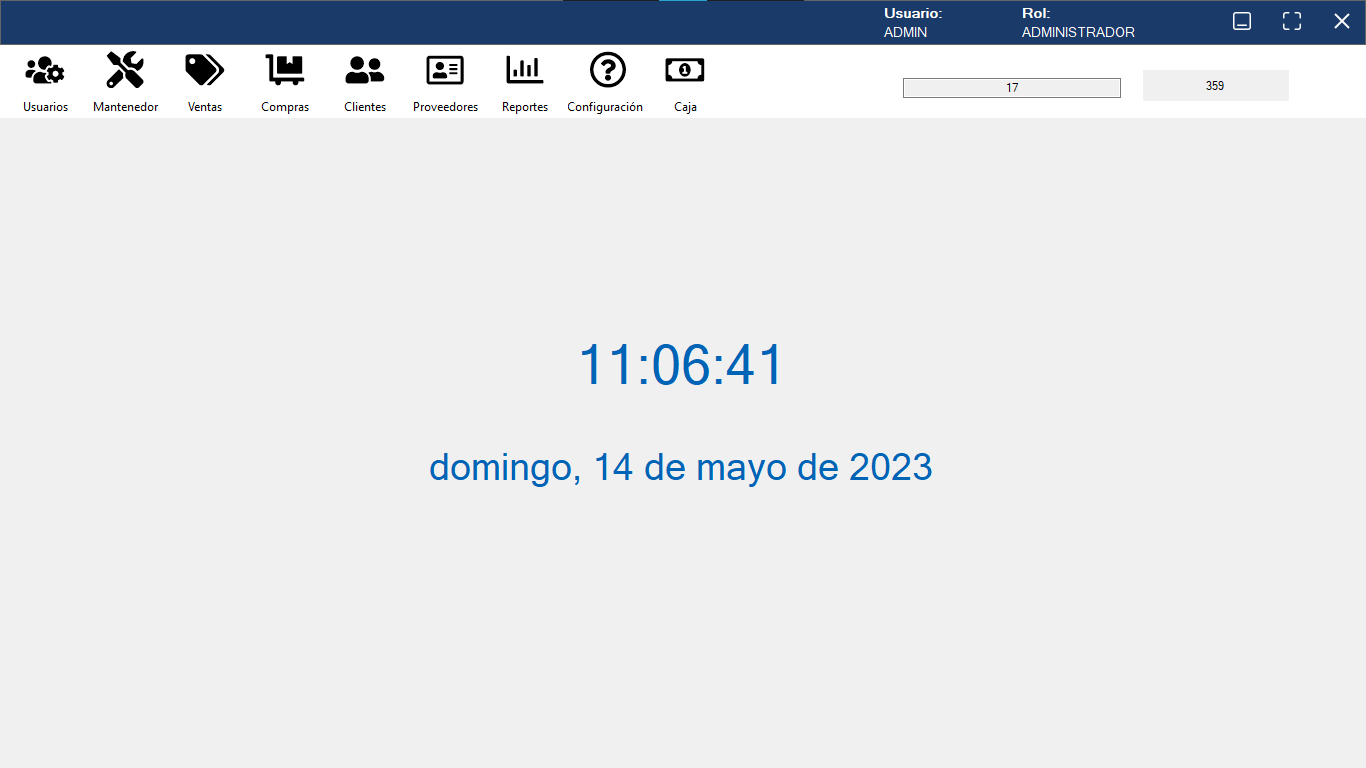 Usuario: Rol:
ADMIN ADMINISTRADOR
Usuarios Mantenedor Ventas Compras Clientes Proveedores Reportes Configuración Caja
17 359
11:06:41
domingo, 14 de mayo de 2023